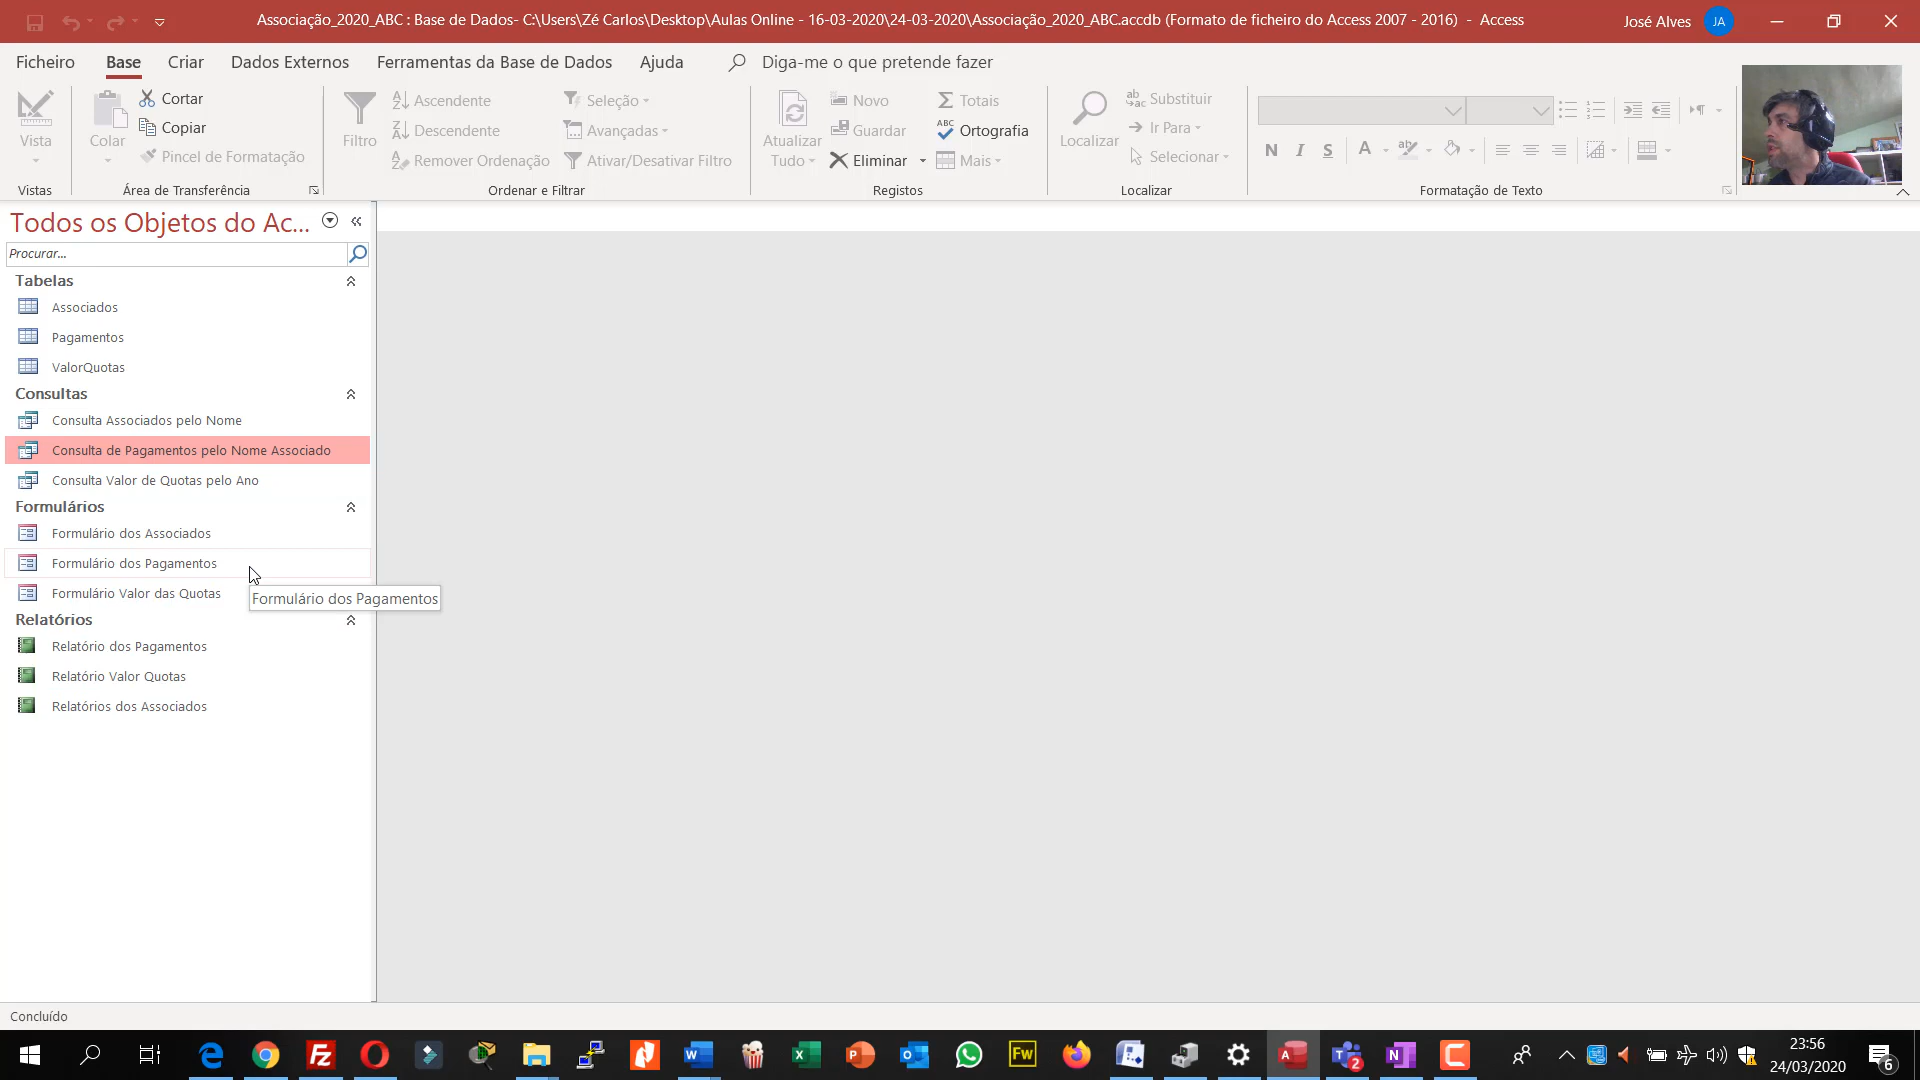 Associação_2020_ABC : Base de Dados- C:\Users\Zé Carlos\Desktop\Aulas Online - 16-03-2020\24-03-2020\Associação_2020_ABC.accdb (Formato de ficheiro do Access 2007 - 2016) - Access
José Alves
JA
Ficheiro
Base
Criar
Dados Externos
Ferramentas da Base de Dados
Ajuda
Diga-me o que pretende fazer
Vista
Vistas
Colar
Cortar
Copiar
Pincel de Formatação
Área de Transferência
Filtro
Ascendente
Descendente
Remover Ordenação
Seleção
Avançadas
Ativar/Desativar Filtro
Ordenar e Filtrar
Atualizar
Tudo
Novo
Guardar
Eliminar
Totais
Ortografia
Mais
Registos
Localizar
Substituir
Ir Para
Selecionar
Localizar
N I S A
Formatação de Texto
Todos os Objetos do Ac...
Procurar...
Tabelas
Associados
Pagamentos
ValorQuotas
Consultas
Consulta Associados pelo Nome
Consulta de Pagamentos pelo Nome Associado
Consulta Valor de Quotas pelo Ano
Formulários
Formulário dos Associados
Formulário dos Pagamentos
Formulário Valor das Quotas
Formulário dos Pagamentos
Relatórios
Relatório dos Pagamentos
Relatório Valor Quotas
Relatórios dos Associados
Concluído
23:56
24/03/2020
6